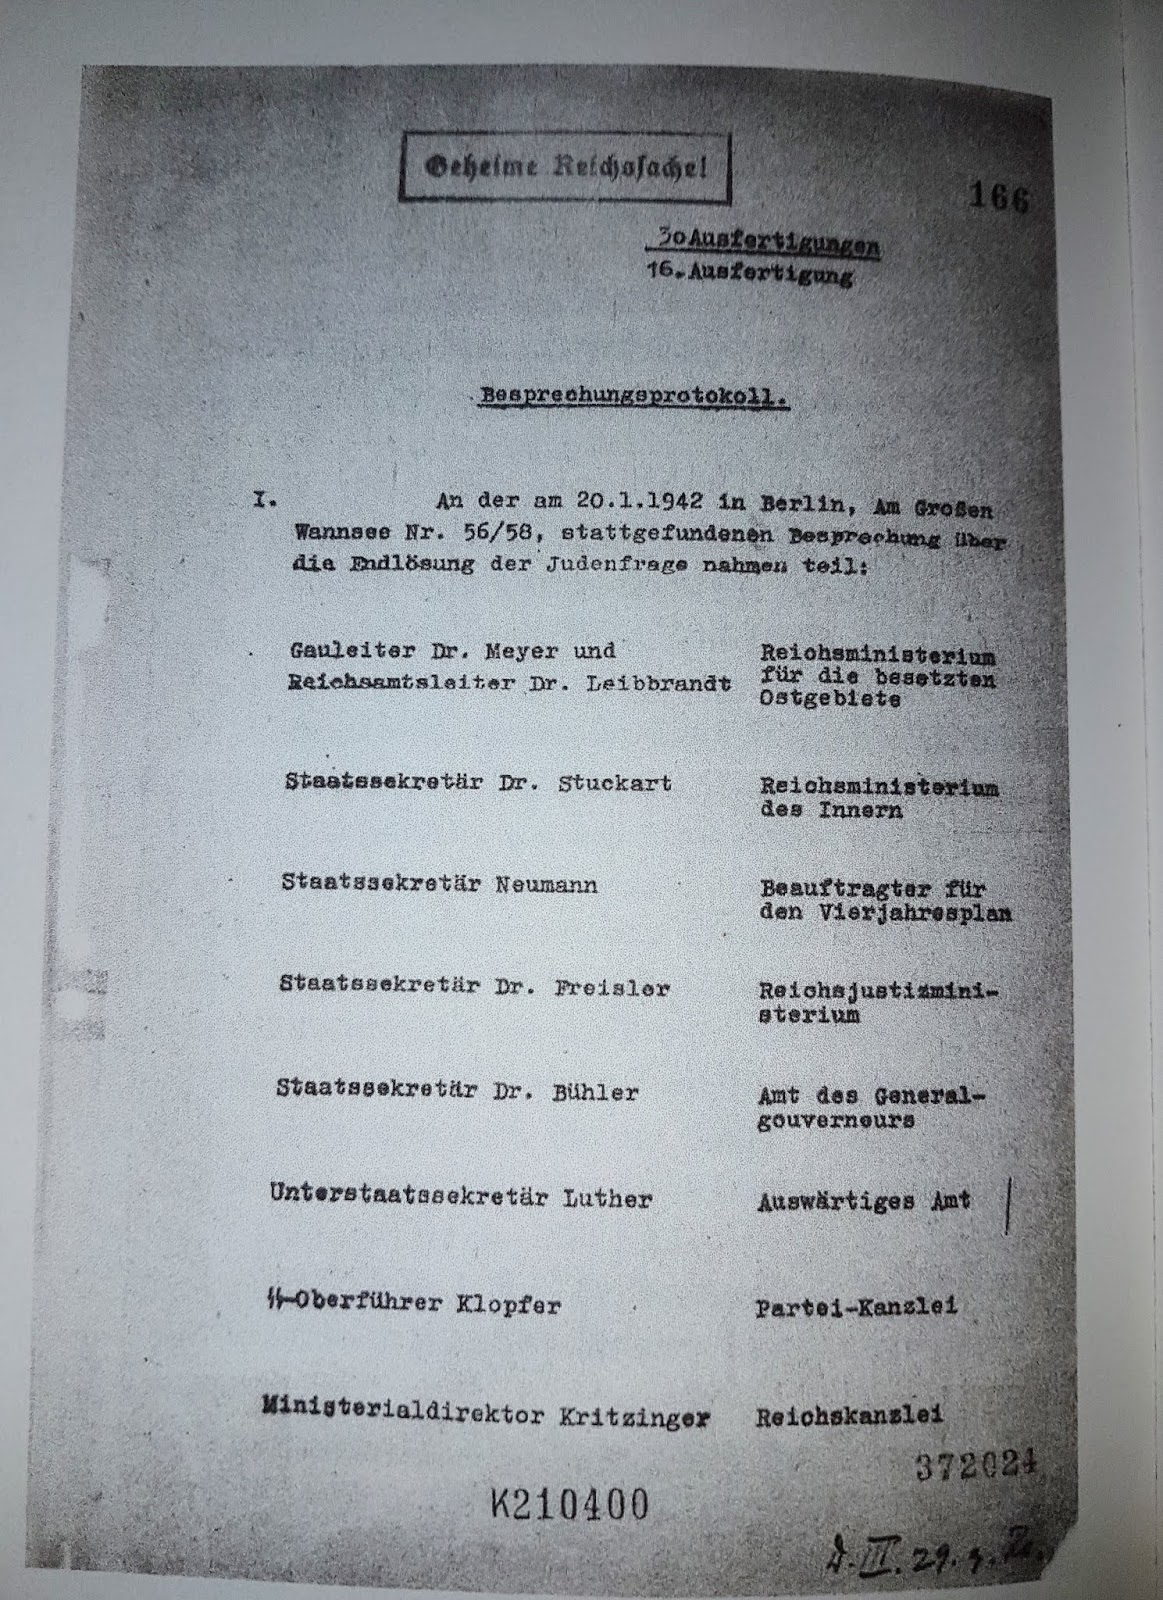 Geheime Reichssache!
166
30 Ausfertigungen
16. Ausfertigung
Besprechungsprotokoll.
I. An der am 20.1.1942 in Berlin, Am Großen
Wannsee Nr. 56/58, stattgefundenen Besprechung über
die Endlösung der Judenfrage nahmen teil:
Gauleiter Dr. Meyer und
Reichsamtsleiter Dr. Leibbrandt
Reichsministerium
für die besetzten
Ostgebiete
Staatssekretär Dr. Stuckart
Reichsministerium
des Innern
Staatssekretär Neumann
Beauftragter für
den Vierjahresplan
Staatssekretär Dr. Freisler
Reichsjustizmini-
sterium
Staatssekretär Dr. Bühler
Amt des General-
gouverneurs
Unterstaatssekretär Luther
Auswärtiges Amt
SS-Oberführer Klopfer
Partei-Kanzlei
Ministerialdirektor Kritzinger
Reichskanzlei
372024
K210400
D.III. 29. g. Rs.